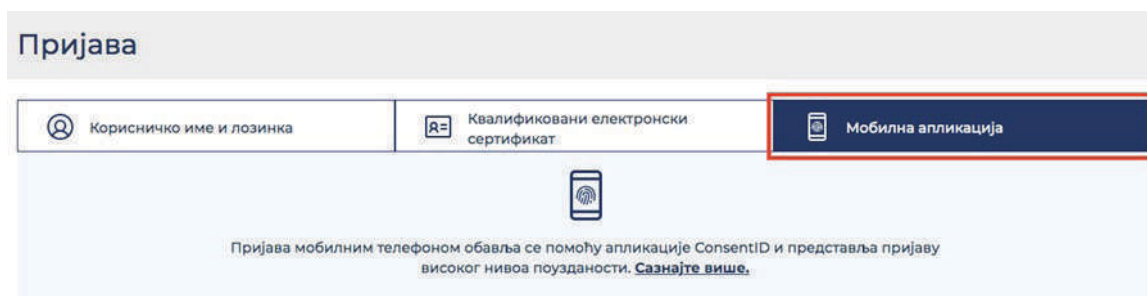 Пријава
Корисничко име и лозинка
Квалификовани електронски
сертификат
Мобилна апликација
Пријава мобилним телефоном обавља се помоћу апликације ConsentID и представља пријаву
високог нивоа поузданости. Сазнајте више.